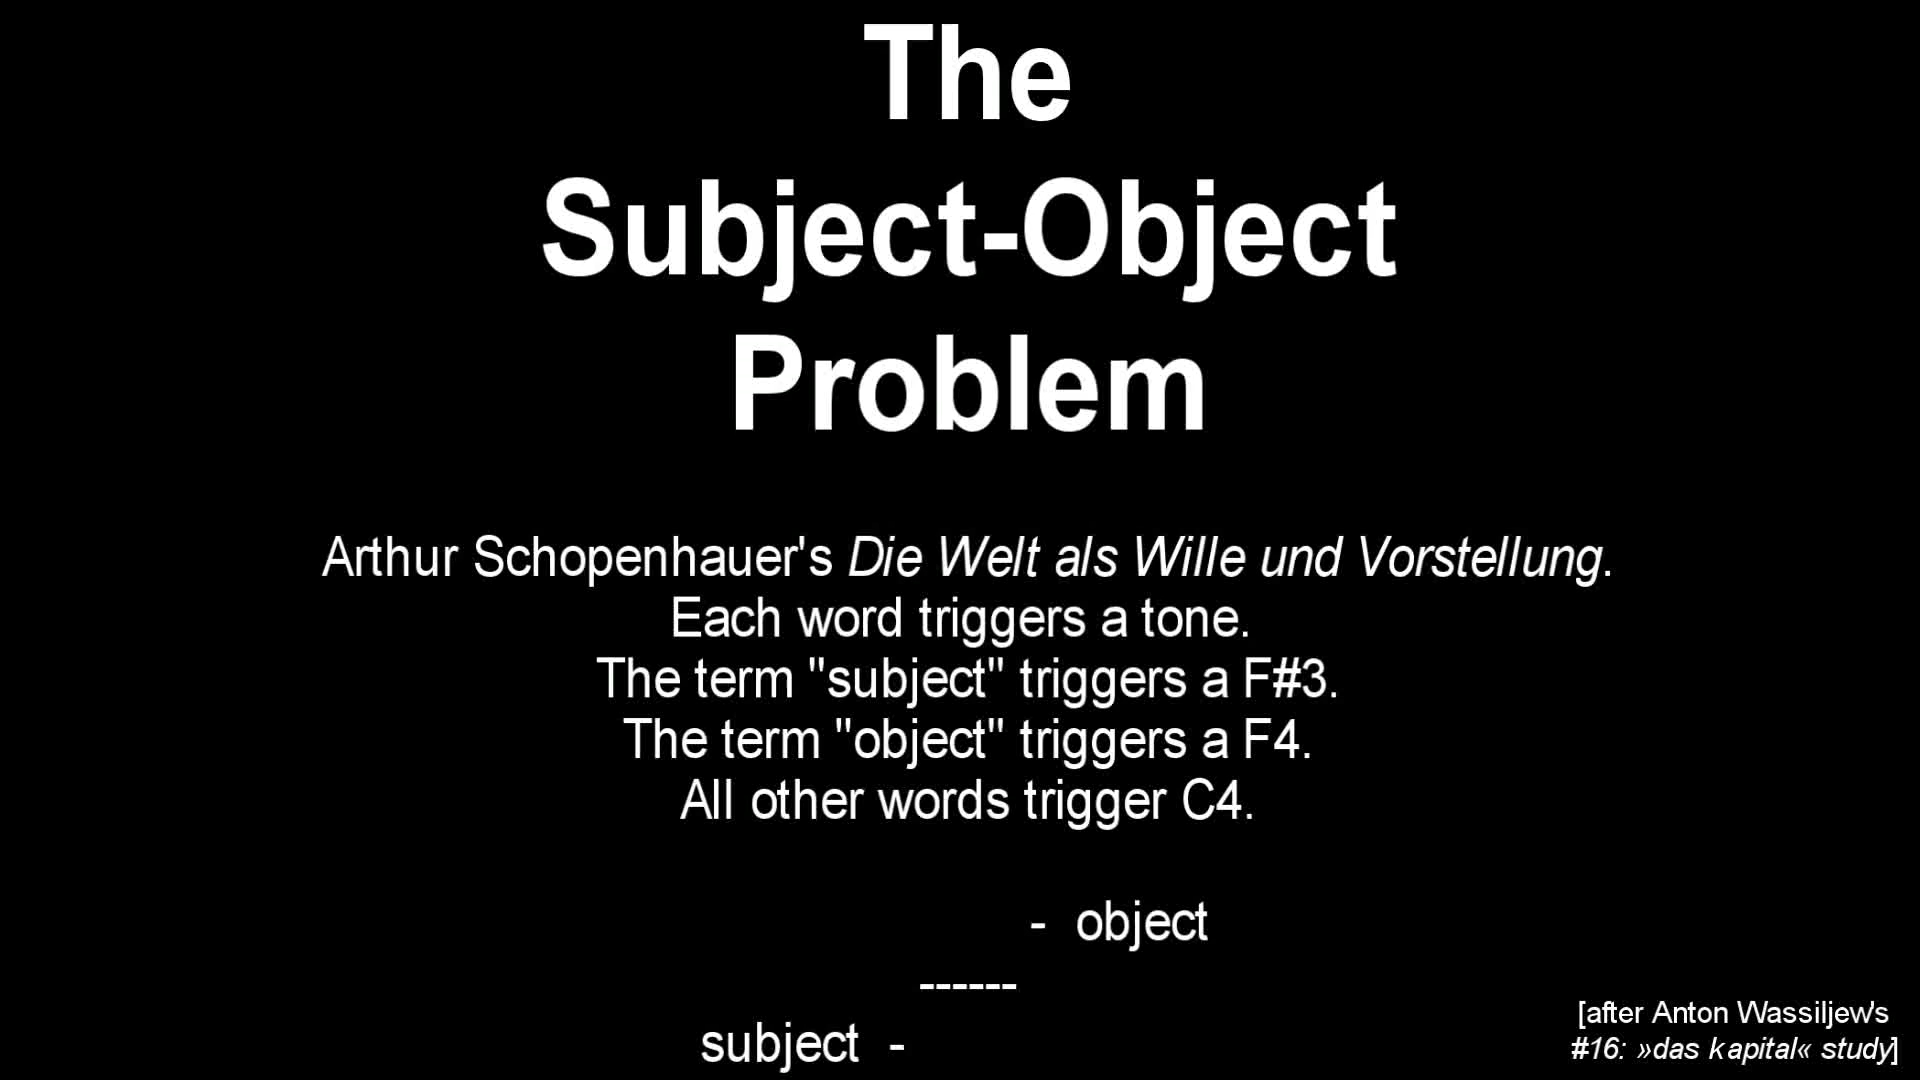 The
Subject-Object
Problem
Arthur Schopenhauer's Die Welt als Wille und Vorstellung.
Each word triggers a tone.
The term "subject" triggers a F#3.
The term "object" triggers a F4.
All other words trigger C4.
- object
------
subject -
[after Anton Wassiljew's
#16: »das kapital« study]